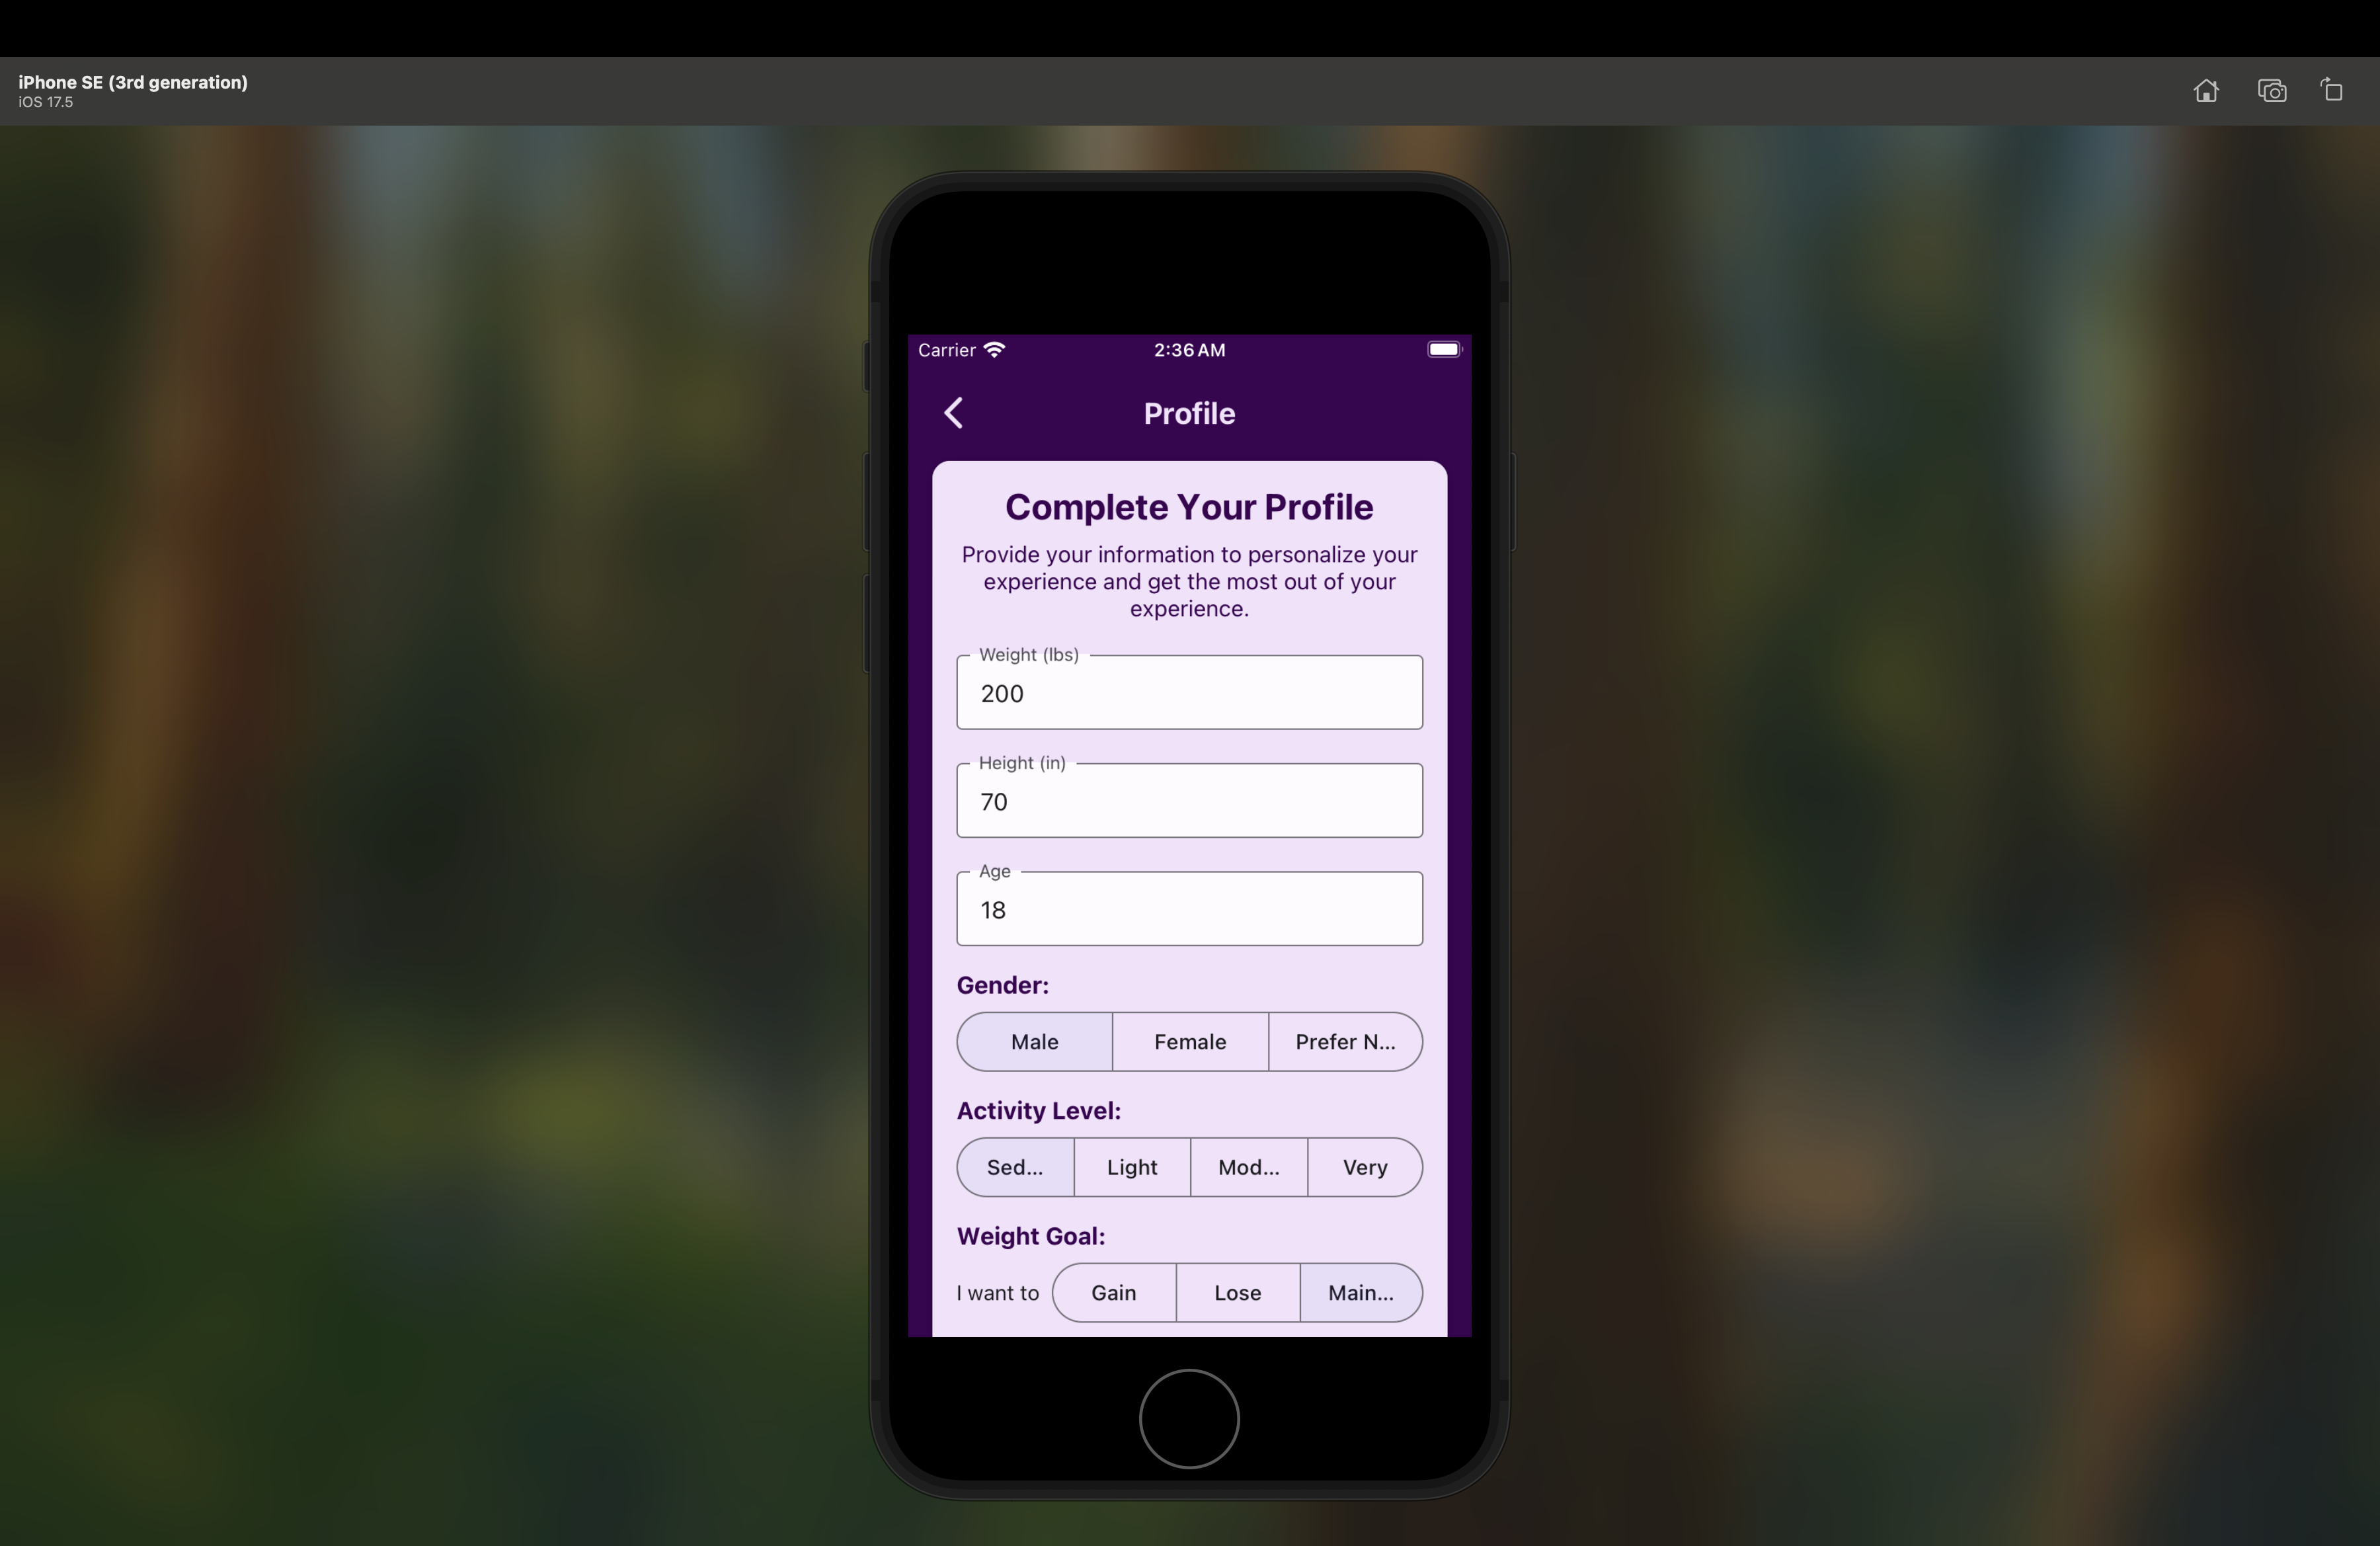 iPhone SE (3rd generation)
iOS 17.5
Carrier 2:36 AM
Profile
Complete Your Profile
Provide your information to personalize your
experience and get the most out of your
experience.
Weight (lbs)
200
Height (in)
70
Age
18
Gender:
Male Female Prefer N...
Activity Level:
Sed... Light Mod... Very
Weight Goal:
I want to Gain Lose Main...